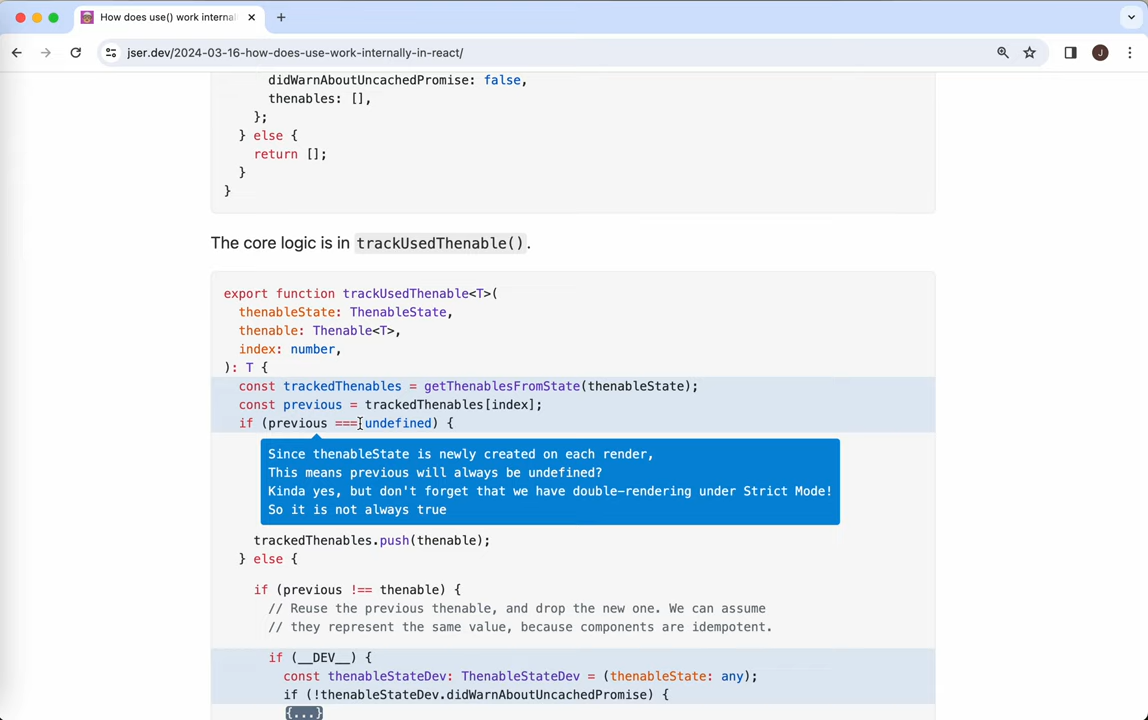 How does use() work interna
jser.dev/2024-03-16-how-does-use-work-internally-in-react/
J
didWarnAboutUncachedPromise: false,
thenables: [],
};
} else {
return [];
}
}
The core logic is in trackUsedThenable().
export function trackUsedThenable<T>(
thenableState: ThenableState,
thenable: Thenable<T>,
index: number,
): T {
const trackedThenables = getThenablesFromState(thenableState);
const previous = trackedThenables[index];
if (previous === undefined) {
Since thenableState is newly created on each render,
This means previous will always be undefined?
Kinda yes, but don't forget that we have double-rendering under Strict Mode!
So it is not always true
trackedThenables.push(thenable);
} else {
if (previous !== thenable) {
// Reuse the previous thenable, and drop the new one. We can assume
// they represent the same value, because components are idempotent.
if (__DEV__) {
const thenableStateDev: ThenableStateDev = (thenableState: any);
if (!thenableStateDev.didWarnAboutUncachedPromise) {
{...}